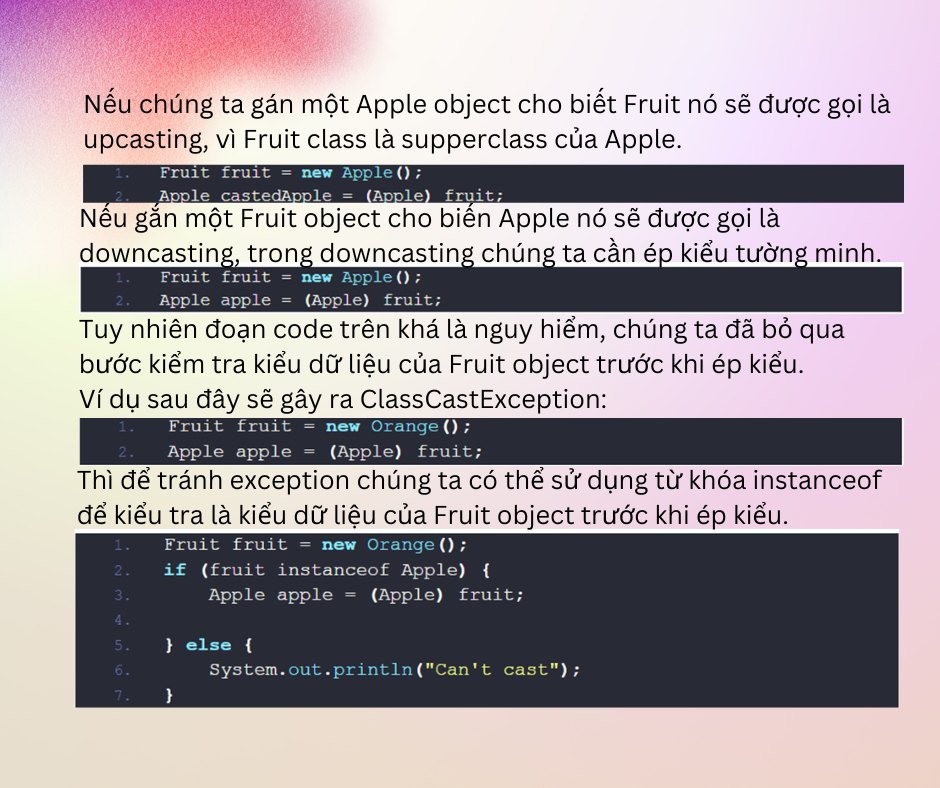 Nếu chúng ta gán một Apple object cho biết Fruit nó sẽ được gọi là
upcasting, vì Fruit class là supperclass của Apple.
1. Fruit fruit = new Apple();
2. Apple castedApple = (Apple) fruit;
Nếu gắn một Fruit object cho biến Apple nó sẽ được gọi là
downcasting, trong downcasting chúng ta cần ép kiểu tường minh.
1. Fruit fruit = new Apple();
2. Apple apple = (Apple) fruit;
Tuy nhiên đoạn code trên khá là nguy hiểm, chúng ta đã bỏ qua
bước kiểm tra kiểu dữ liệu của Fruit object trước khi ép kiểu.
Ví dụ sau đây sẽ gây ra ClassCastException:
1. Fruit fruit = new Orange();
2. Apple apple = (Apple) fruit;
Thì để tránh exception chúng ta có thể sử dụng từ khóa instanceof
để kiểu tra là kiểu dữ liệu của Fruit object trước khi ép kiểu.
1. Fruit fruit = new Orange();
2. if (fruit instanceof Apple) {
3. Apple apple = (Apple) fruit;
4.
5. } else {
6. System.out.println("Can't cast");
7. }